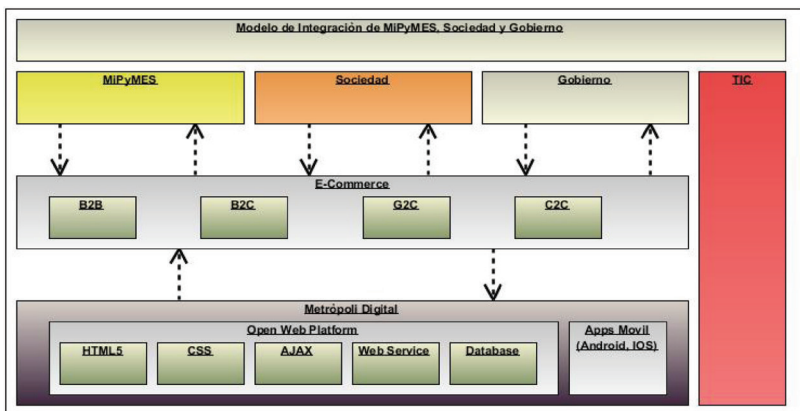 Modelo de Integración de MiPyMES, Sociedad y Gobierno
MiPyMES
Sociedad
Gobierno
TIC
E-Commerce
B2B
B2C
G2C
C2C
Metrópoli Digital
Open Web Platform
HTML5
CSS
AJAX
Web Service
Database
Apps Movil
(Android, IOS)